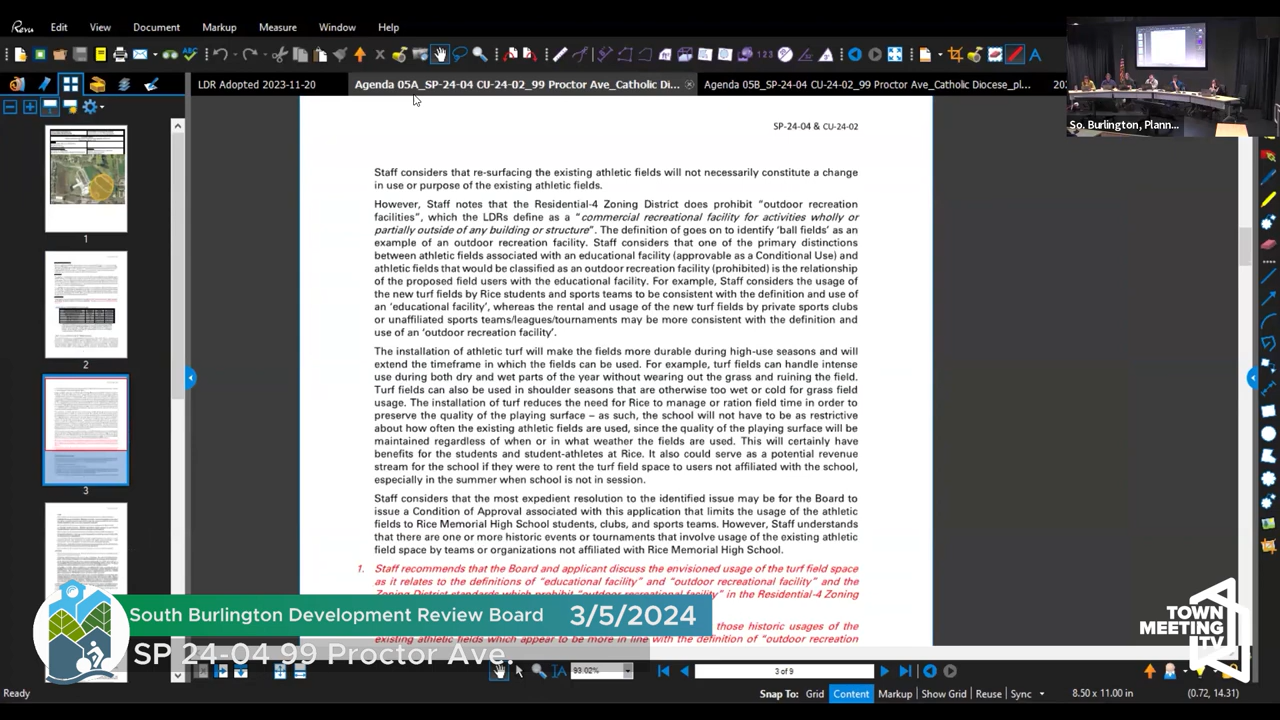 Revu Edit View Document Markup Measure Window Help
LDR Adopted 2023-11-20
Agenda 05A_SP-24-04 CU-24-02_99 Proctor Ave_Catholic Di...
Agenda 05B_SP-24-04 CU-24-02_99 Proctor Ave_Catholic Diocese_pl...
So. Burlington, Plann...
SP-24-04 & CU-24-02
Staff considers that re-surfacing the existing athletic fields will not necessarily constitute a change
in use or purpose of the existing athletic fields.
However, Staff notes that the Residential-4 Zoning District does prohibit “outdoor recreation
facilities”, which the LDRs define as a “commercial recreational facility for activities wholly or
partially outside of any building or structure”. The definition of goes on to identify ‘ball fields’ as an
example of an outdoor recreation facility. Staff considers that one of the primary distinctions
between athletic fields associated with an educational facility (approvable as a Conditional Use) and
athletic fields that would be classified as an outdoor recreation facility (prohibited) is the relationship
of the proposed field users with the educational facility. For example, Staff considers the usage of
the new turf fields by Rice students and sports teams to be consistent with the definition and use of
an ‘educational facility’, whereas the rental and usage of the new turf fields by private sports clubs
or unaffiliated sports teams/leagues/tournaments may be more consistent with the definition and
use of an ‘outdoor recreation facility’.
The installation of athletic turf will make the fields more durable during high-use seasons and will
extend the timeframe in which the fields can be used. For example, turf fields can handle intense
use during both dry and wet parts of the year without wearing out the grass and ruining the field.
Turf fields can also be used in shoulder seasons that are otherwise too wet or cold for grass field
usage. The installation of turf reduces the need for Rice to manage or ration field time in order to
preserve the quality of the playing surface – as such, the school will not have to be as restrictive
about how often the existing athletic fields are used, since the quality of the playing surface will be
maintained regardless of when or in what weather the fields are used. This will certainly have
benefits for the students and student-athletes at Rice. It also could serve as a potential revenue
stream for the school if they were to rent the turf field space to users not affiliated with the school,
especially in the summer when school is not in session.
Staff considers that the most expedient resolution to the identified issue may be for the Board to
issue a Condition of Approval associated with this application that limits the usage of the athletic
fields to Rice Memorial High School students, clubs, and sports teams. However, Staff understands
that there are one or more historic events or tournaments that involve usage of the existing athletic
field space by teams or organizations not affiliated with Rice Memorial High School.
1. Staff recommends that the Board and applicant discuss the envisioned usage of the turf field space
as it relates to the definitions of “educational facility” and “outdoor recreational facility” and the
Zoning District standards which prohibit “outdoor recreational facility” in the Residential-4 Zoning
those historic usages of the
existing athletic fields which appear to be more in line with the definition of “outdoor recreation
1
2
3
South Burlington Development Review Board 3/5/2024
SP 24-04 99 Proctor Ave.
TOWN
MEETING
TV
93.02%
3 of 9
Ready
Snap To: Grid Content Markup Show Grid Reuse Sync
8.50 x 11.00 in
(0.72, 14.31)